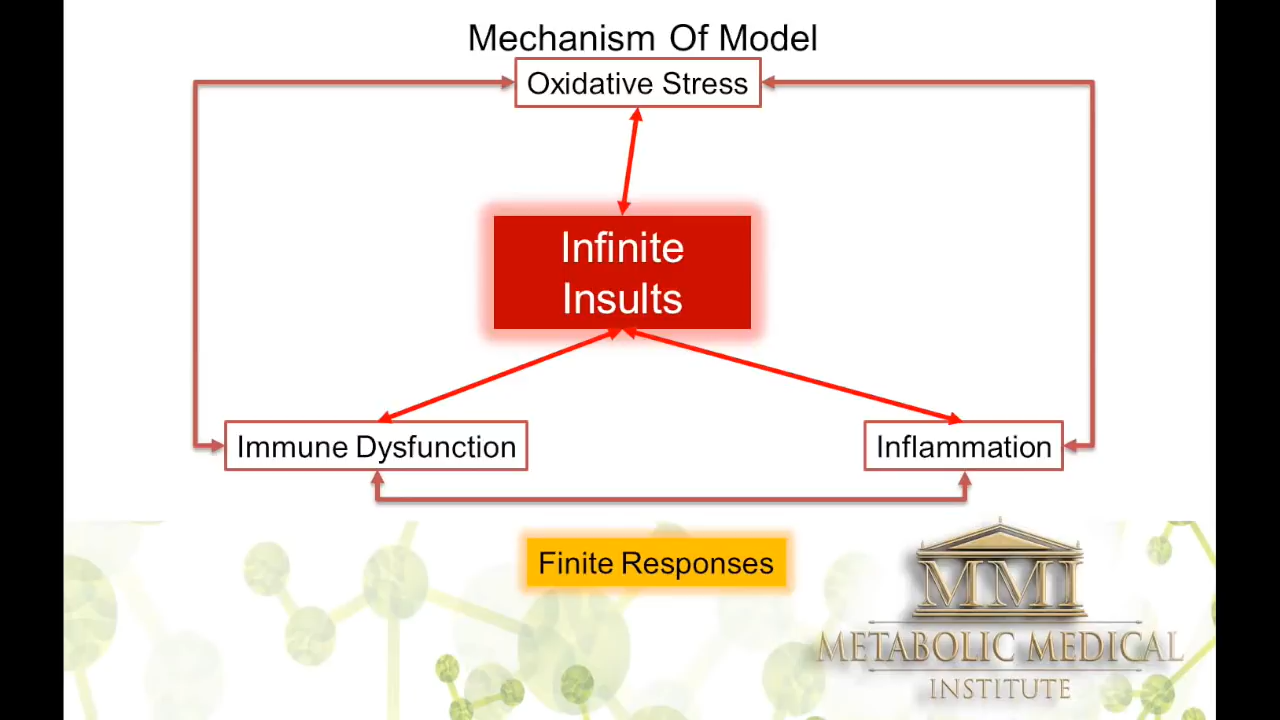 Mechanism Of Model
Oxidative Stress
Infinite
Insults
Immune Dysfunction
Inflammation
Finite Responses
MMI
METABOLIC MEDICAL
INSTITUTE